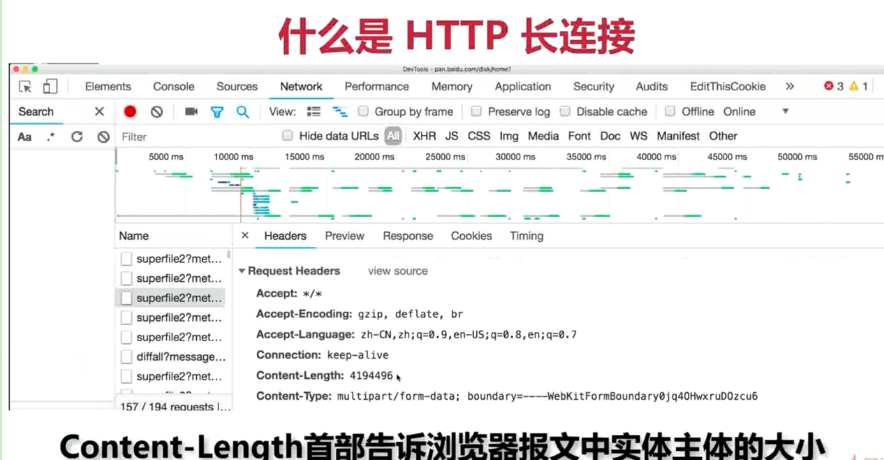 什么是 HTTP 长连接
DevTools - pan.baidu.com/disk/home?
Elements Console Sources Network Performance Memory Application Security Audits EditThisCookie » 3 1
Search × View: Group by frame Preserve log Disable cache Offline Online
Aa .* Filter Hide data URLs All XHR JS CSS Img Media Font Doc WS Manifest Other
5000 ms 10000 ms 15000 ms 20000 ms 25000 ms 30000 ms 35000 ms 40000 ms 45000 ms 50000 ms 55000 m
Name × Headers Preview Response Cookies Timing
superfile2?met...
superfile2?met...
superfile2?met...
superfile2?met...
superfile2?met...
diffall?message...
superfile2?met...
157 / 194 requests |...
Request Headers view source
Accept: */*
Accept-Encoding: gzip, deflate, br
Accept-Language: zh-CN,zh;q=0.9,en-US;q=0.8,en;q=0.7
Connection: keep-alive
Content-Length: 4194496
Content-Type: multipart/form-data; boundary=----WebKitFormBoundary0jq4OHwxruDOzcu6
Content-Length首部告诉浏览器报文中实体主体的大小